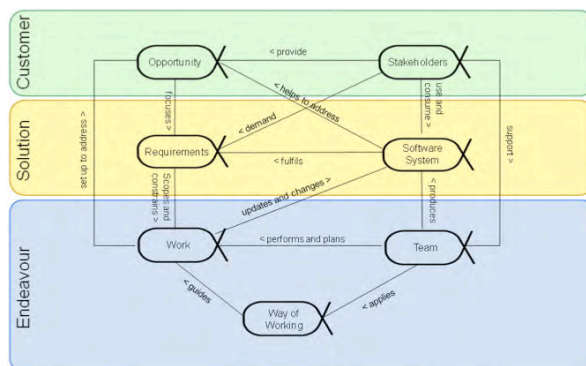 Customer
Opportunity
< provide
Stakeholders
set up to address >
focuses >
< helps to address
use and
consume >
support >
< demand
Solution
Requirements
< fulfils
Software
System
Scopes and
constrains >
updates and changes >
< produces
Endeavour
Work
< performs and plans
Team
< guides
< applies
Way of
Working